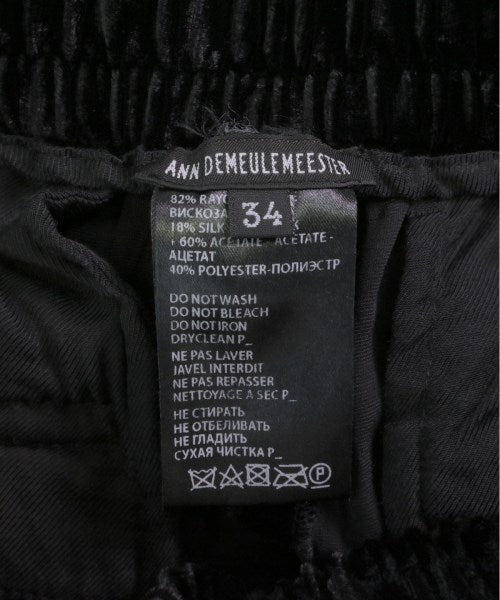 ANN DEMEULEMEESTER
34
82% RAYO
ВИСКОЗА
18% SILK
+ 60% ACETATE - ACÉTATE -
АЦЕТАТ
40% POLYESTER-ПОЛИЭСТР
DO NOT WASH
DO NOT BLEACH
DO NOT IRON
DRYCLEAN P_
NE PAS LAVER
JAVEL INTERDIT
NE PAS REPASSER
NETTOYAGE A SEC P_
НЕ СТИРАТЬ
НЕ ОТБЕЛИВАТЬ
НЕ ГЛАДИТЬ
СУХАЯ ЧИСТКА P_
P